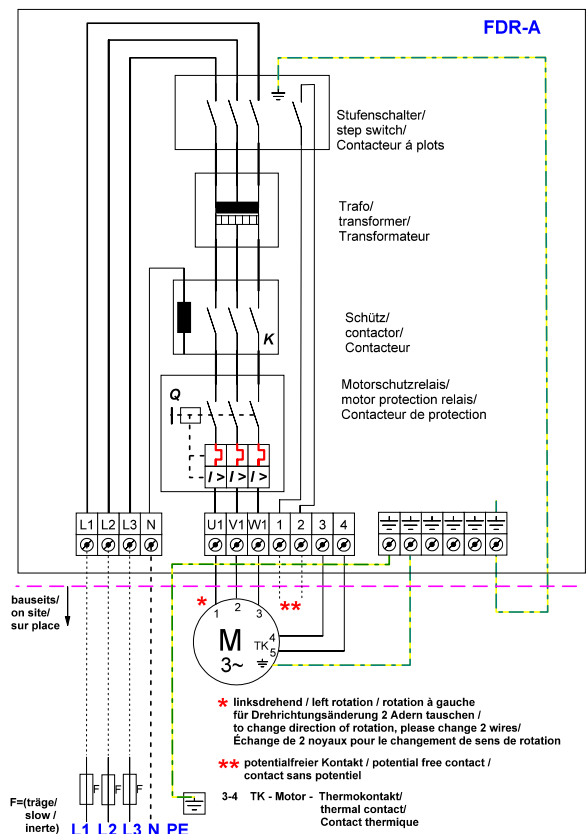 FDR-A
Stufenschalter/
step switch/
Contacteur á plots
Trafo/
transformer/
Transformateur
Schütz/
contactor/
Contacteur
K
Motorschutzrelais/
motor protection relais/
Contacteur de protection
Q
I > I > I >
L1 L2 L3 N U1 V1 W1 1 2 3 4
bauseits/
on site/
sur place
* **
1 2 3
M
3~
TK 4
5
* linksdrehend / left rotation / rotation à gauche
für Drehrichtungsänderung 2 Adern tauschen /
to change direction of rotation, please change 2 wires/
Échange de 2 noyaux pour le changement de sens de rotation
** potentialfreier Kontakt / potential free contact /
contact sans potentiel
3-4 TK - Motor - Thermokontakt/
thermal contact/
Contact thermique
F F F
F=(träge/
slow /
inerte)
L1 L2 L3 N PE